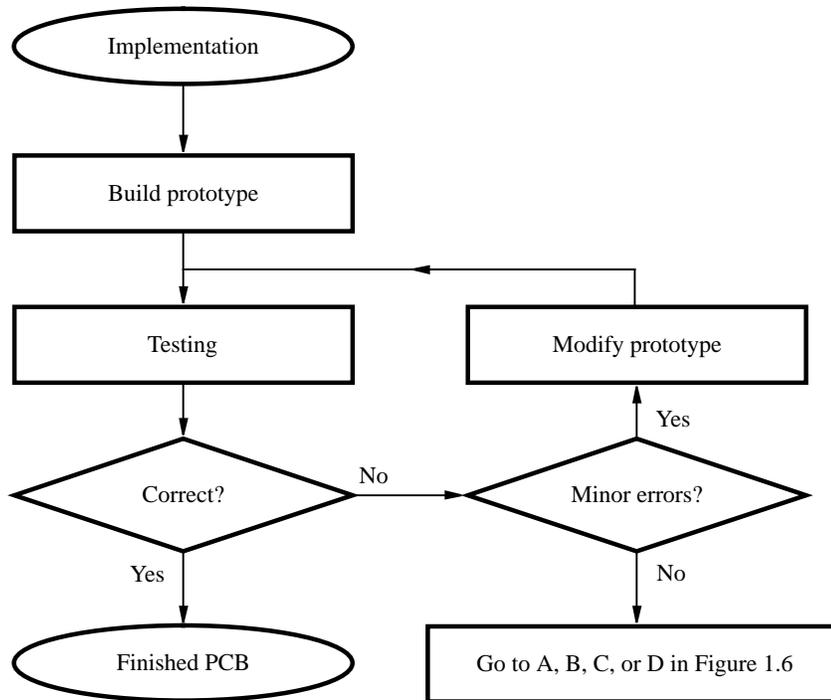 Implementation
Build prototype
Testing
Modify prototype
Yes
Correct?
No
Minor errors?
Yes
No
Finished PCB
Go to A, B, C, or D in Figure 1.6